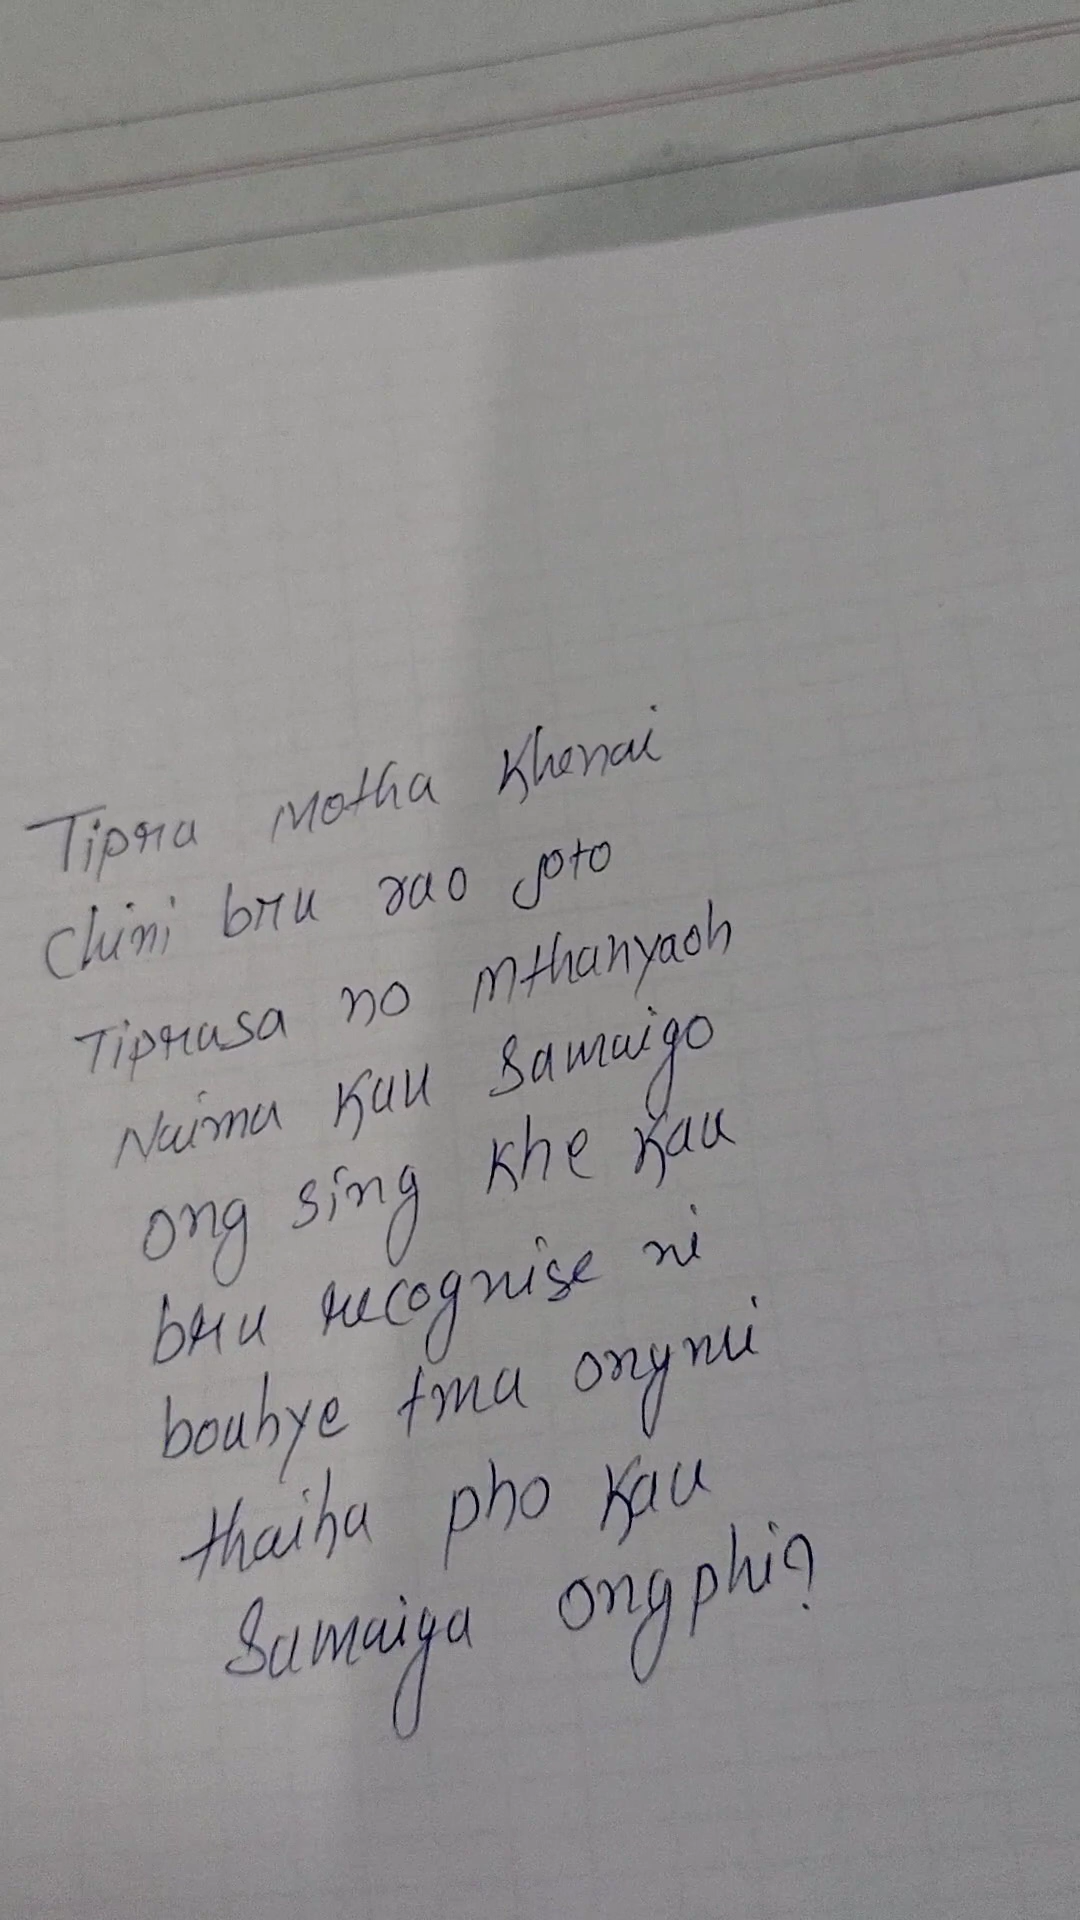 Tipra Motha Khenai
Chini bru rao joto
Tiprasa no Mthanyaoh
Naima Kau Samaigo
ong sing khe Kau
bru recognise ni
bouhye tma ongnui
thaiha pho Kau
Samaiya ongphi?